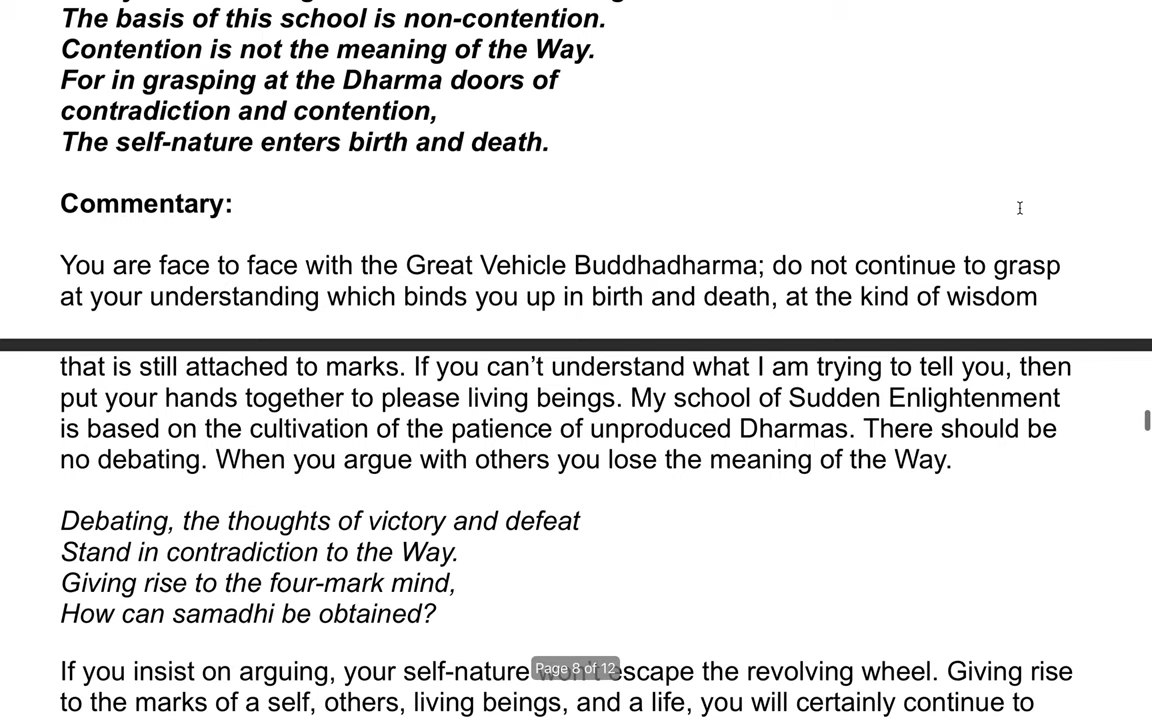 The basis of this school is non-contention.
Contention is not the meaning of the Way.
For in grasping at the Dharma doors of
contradiction and contention,
The self-nature enters birth and death.
Commentary:
You are face to face with the Great Vehicle Buddhadharma; do not continue to grasp
at your understanding which binds you up in birth and death, at the kind of wisdom
that is still attached to marks. If you can’t understand what I am trying to tell you, then
put your hands together to please living beings. My school of Sudden Enlightenment
is based on the cultivation of the patience of unproduced Dharmas. There should be
no debating. When you argue with others you lose the meaning of the Way.
Debating, the thoughts of victory and defeat
Stand in contradiction to the Way.
Giving rise to the four-mark mind,
How can samadhi be obtained?
If you insist on arguing, your self-nature escape the revolving wheel. Giving rise
Page 8 of 12
to the marks of a self, others, living beings, and a life, you will certainly continue to